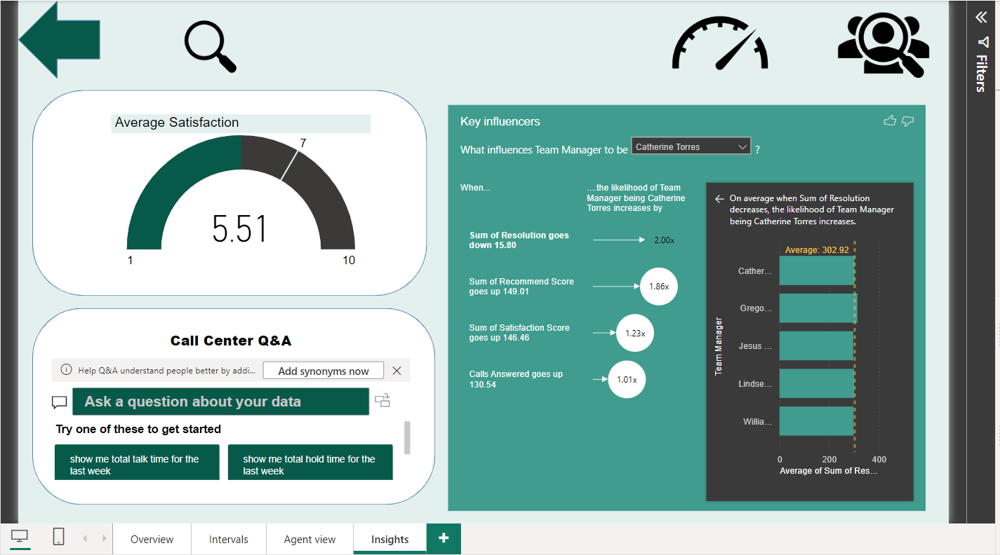 Filters
Average Satisfaction
7
5.51
1
10
Call Center Q&A
Help Q&A understand people better by addi...
Add synonyms now
Ask a question about your data
Try one of these to get started
show me total talk time for the
last week
show me total hold time for the
last week
Key influencers
What influences Team Manager to be
Catherine Torres
?
When...
....the likelihood of Team
Manager being Catherine
Torres increases by
Sum of Resolution goes
down 15.80
2.00x
Sum of Recommend Score
goes up 149.01
1.86x
Sum of Satisfaction Score
goes up 146.46
1.23x
Calls Answered goes up
130.54
1.01x
On average when Sum of Resolution
decreases, the likelihood of Team Manager
being Catherine Torres increases.
Average: 302.92
Team Manager
Cather...
Grego...
Jesus ...
Lindse...
Willia...
0
200
400
Average of Sum of Res...
Overview
Intervals
Agent view
Insights
+